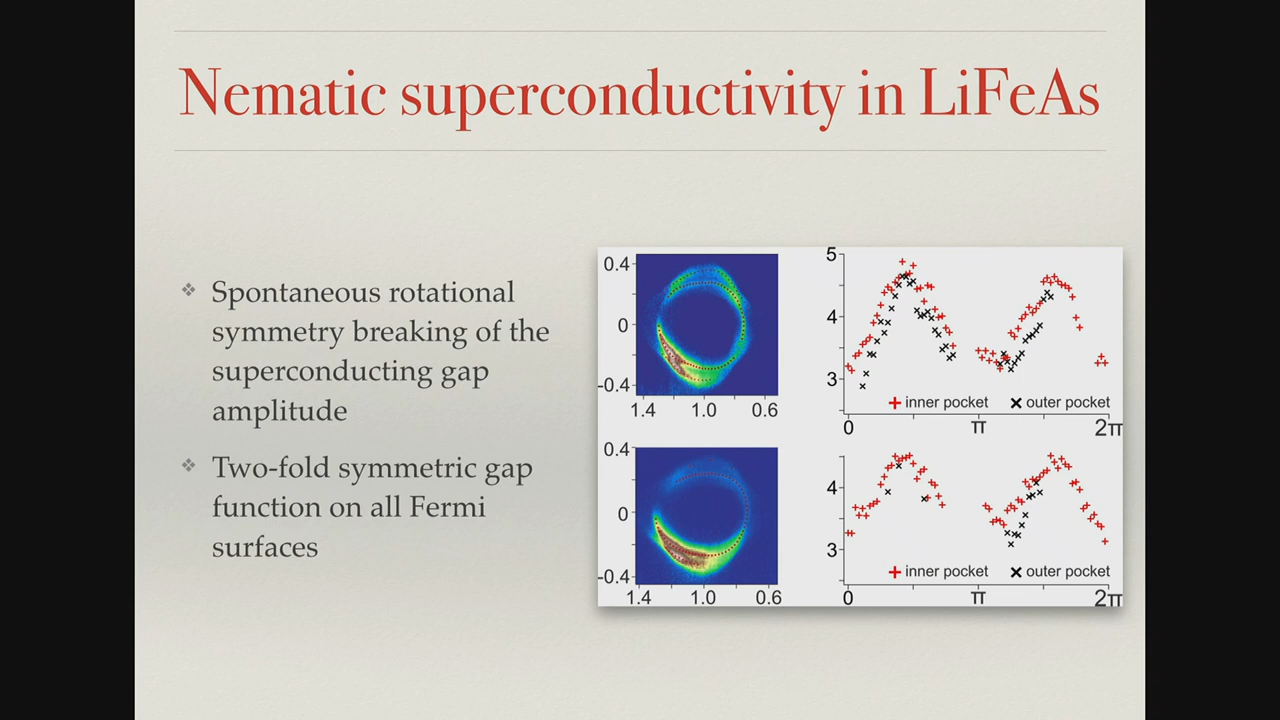 Nematic superconductivity in LiFeAs
❖ Spontaneous rotational
symmetry breaking of the
superconducting gap
amplitude
❖ Two-fold symmetric gap
function on all Fermi
surfaces
0.4
0
-0.4
1.4 1.0 0.6
5
4
3
+ inner pocket × outer pocket
0 π 2π
0.4
0
-0.4
1.4 1.0 0.6
4
3
+ inner pocket × outer pocket
0 π 2π